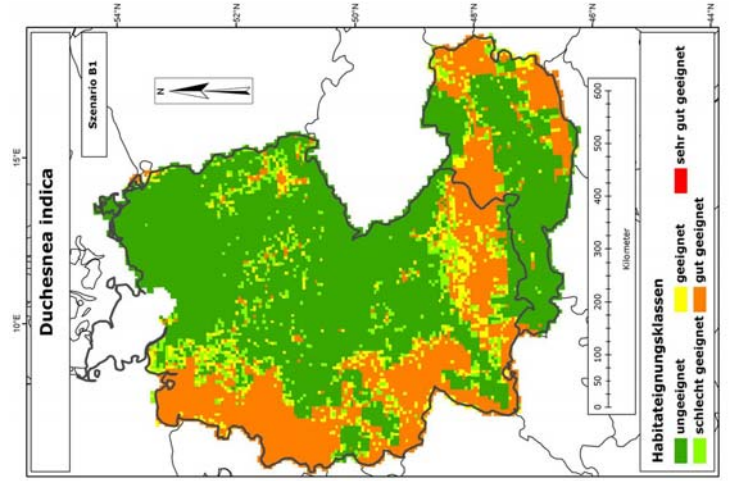 Duchesnea indica
Szenario B1
10°E
15°E
54°N
52°N
50°N
48°N
46°N
44°N
N
0 50 100 200 300 400 500 600
Kilometer
Habitateignungsklassen
ungeeignet
schlecht geeignet
geeignet
gut geeignet
sehr gut geeignet